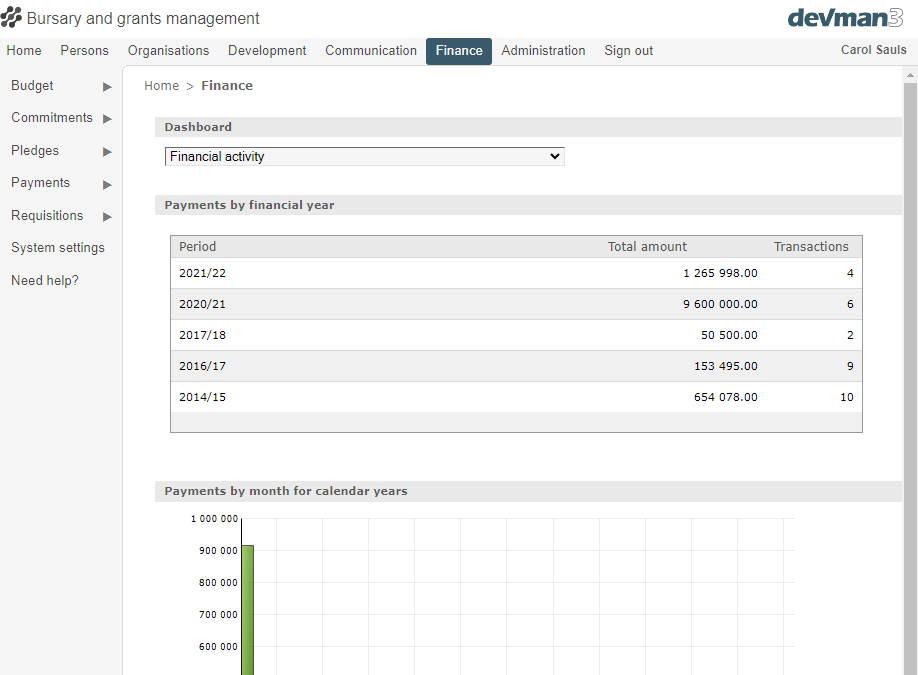 Bursary and grants management
devman3
Home Persons Organisations Development Communication Finance Administration Sign out Carol Sauls
Budget
Commitments
Pledges
Payments
Requisitions
System settings
Need help?
Home > Finance
Dashboard
Financial activity
Payments by financial year
Period Total amount Transactions
2021/22 1 265 998.00 4
2020/21 9 600 000.00 6
2017/18 50 500.00 2
2016/17 153 495.00 9
2014/15 654 078.00 10
Payments by month for calendar years
1 000 000
900 000
800 000
700 000
600 000